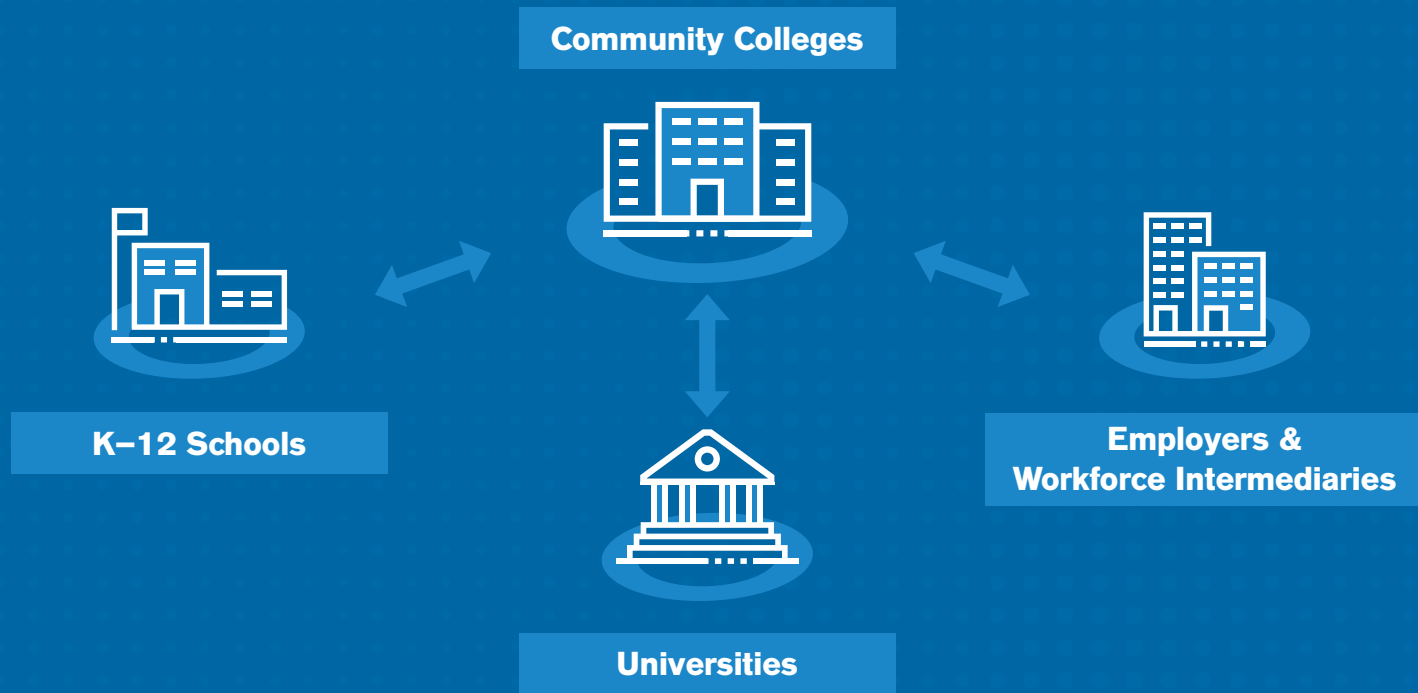 Community Colleges
K–12 Schools
Employers &
Workforce Intermediaries
Universities